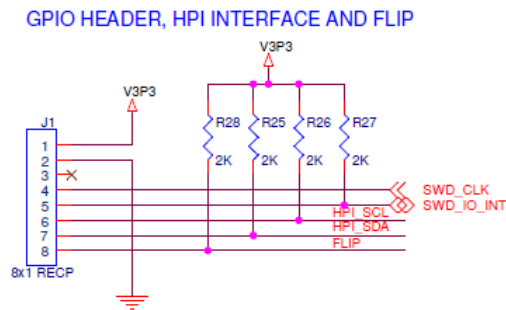 GPIO HEADER, HPI INTERFACE AND FLIP
V3P3
V3P3
J1
R28 R25 R26 R27
2K 2K 2K 2K
1
2
3
4 SWD_CLK
5 SWD_IO_INT
6 HPI_SCL
7 HPI_SDA
8 FLIP
8x1 RECP